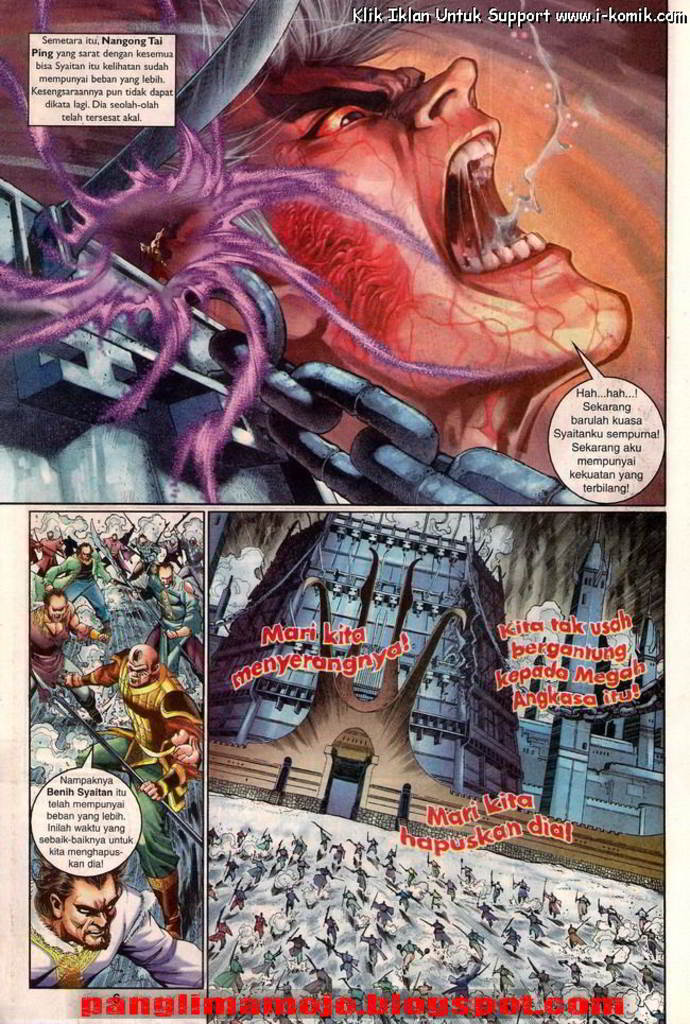 Klik Iklan Untuk Support www.i-komik.com
Semetara itu, Nangong Tai
Ping yang sarat dengan kesemua
bisa Syaitan itu kelihatan sudah
mempunyai beban yang lebih.
Kesengsaraannya pun tidak dapat
dikata lagi. Dia seolah-olah
telah tersesat akal.
Hah...hah...!
Sekarang
barulah kuasa
Syaitanku sempurna!
Sekarang aku
mempunyai
kekuatan yang
terbilang!
Nampaknya
Benih Syaitan itu
telah mempunyai
beban yang lebih.
Inilah waktu yang
sebaik-baiknya untuk
kita menghapus-
kan dia!
Mari kita
menyerangnya!
Kita tak usah
bergantung
kepada Megah
Angkasa itu!
Mari kita
hapuskan dia!
panglimamojo.blogspot.com